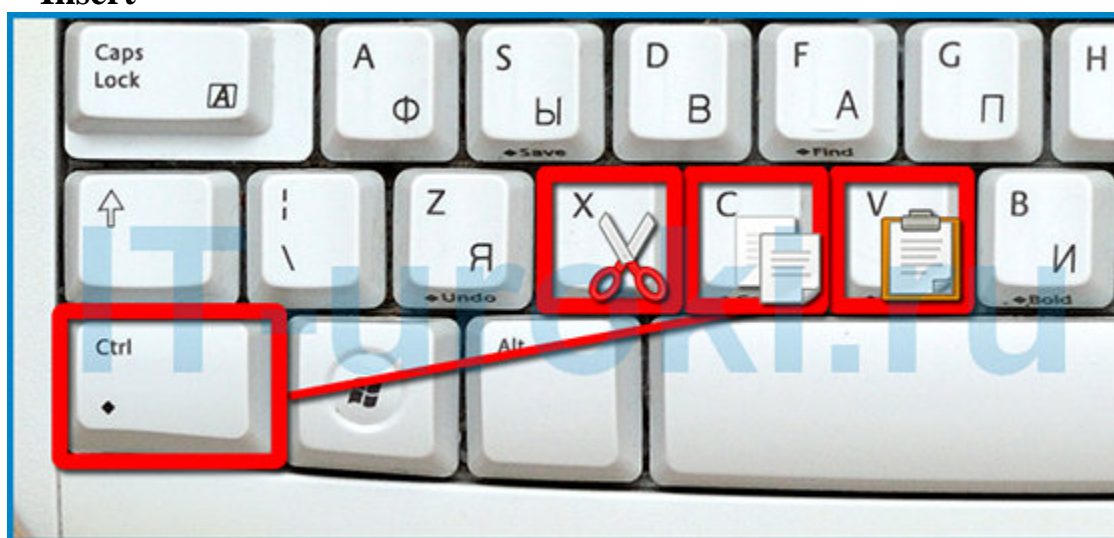 Insert
Caps Lock A
A Ф
S Ы
Save
D В
F А
Find
G П
H
¦ \
Z Я
Undo
X
C
V
B И
Bold
Ctrl
Alt
IT-uroki.ru